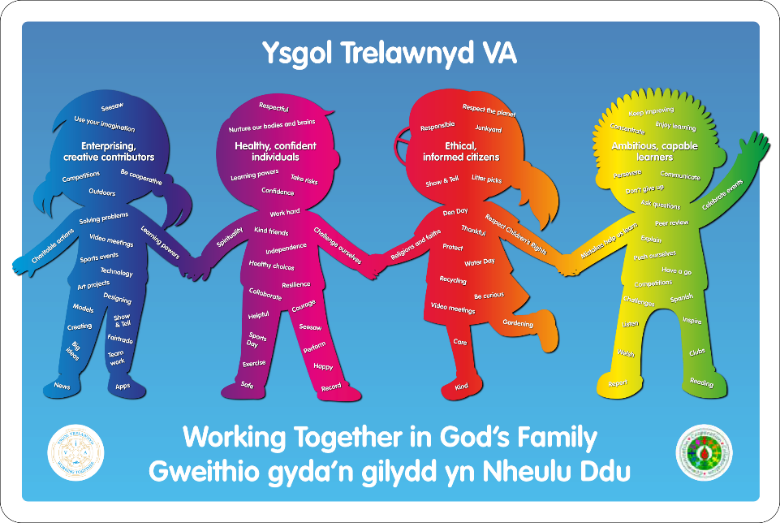 Ysgol Trelawnyd VA
Seesaw
Use your imagination
Enterprising,
creative contributors
Competitions
Be cooperative
Outdoors
Solving problems
Charitable actions
Learning powers
Video meetings
Sports events
Technology
Art projects
Designing
Models
Show
& Tell
Creating
Fairtrade
Big
ideas
Team
work
News
Apps
Respectful
Nurture our bodies and brains
Healthy, confident
individuals
Learning powers
Take risks
Confidence
Work hard
Spirituality
Kind friends
Challenge ourselves
Independence
Healthy choices
Resilience
Collaborate
Courage
Helpful
Seesaw
Sports
Day
Perform
Exercise
Happy
Safe
Record
Respect the planet
Responsible
Junkyard
Ethical,
informed citizens
Show & Tell
Litter picks
Den Day
Religions and faiths
Thankful
Respect Children's Rights
Protect
Water Day
Recycling
Be curious
Video meetings
Gardening
Care
Kind
Keep improving
Concentrate
Enjoy learning
Ambitious, capable
learners
Persevere
Communicate
Don't give up
Ask questions
Celebrate events
Peer review
Mistakes help us learn
Explore
Push ourselves
Have a go
Competitions
Challenges
Spanish
Listen
Inspire
Clubs
Report
Reading
Working Together in God's Family
Gweithio gyda'n gilydd yn Nheulu Ddu